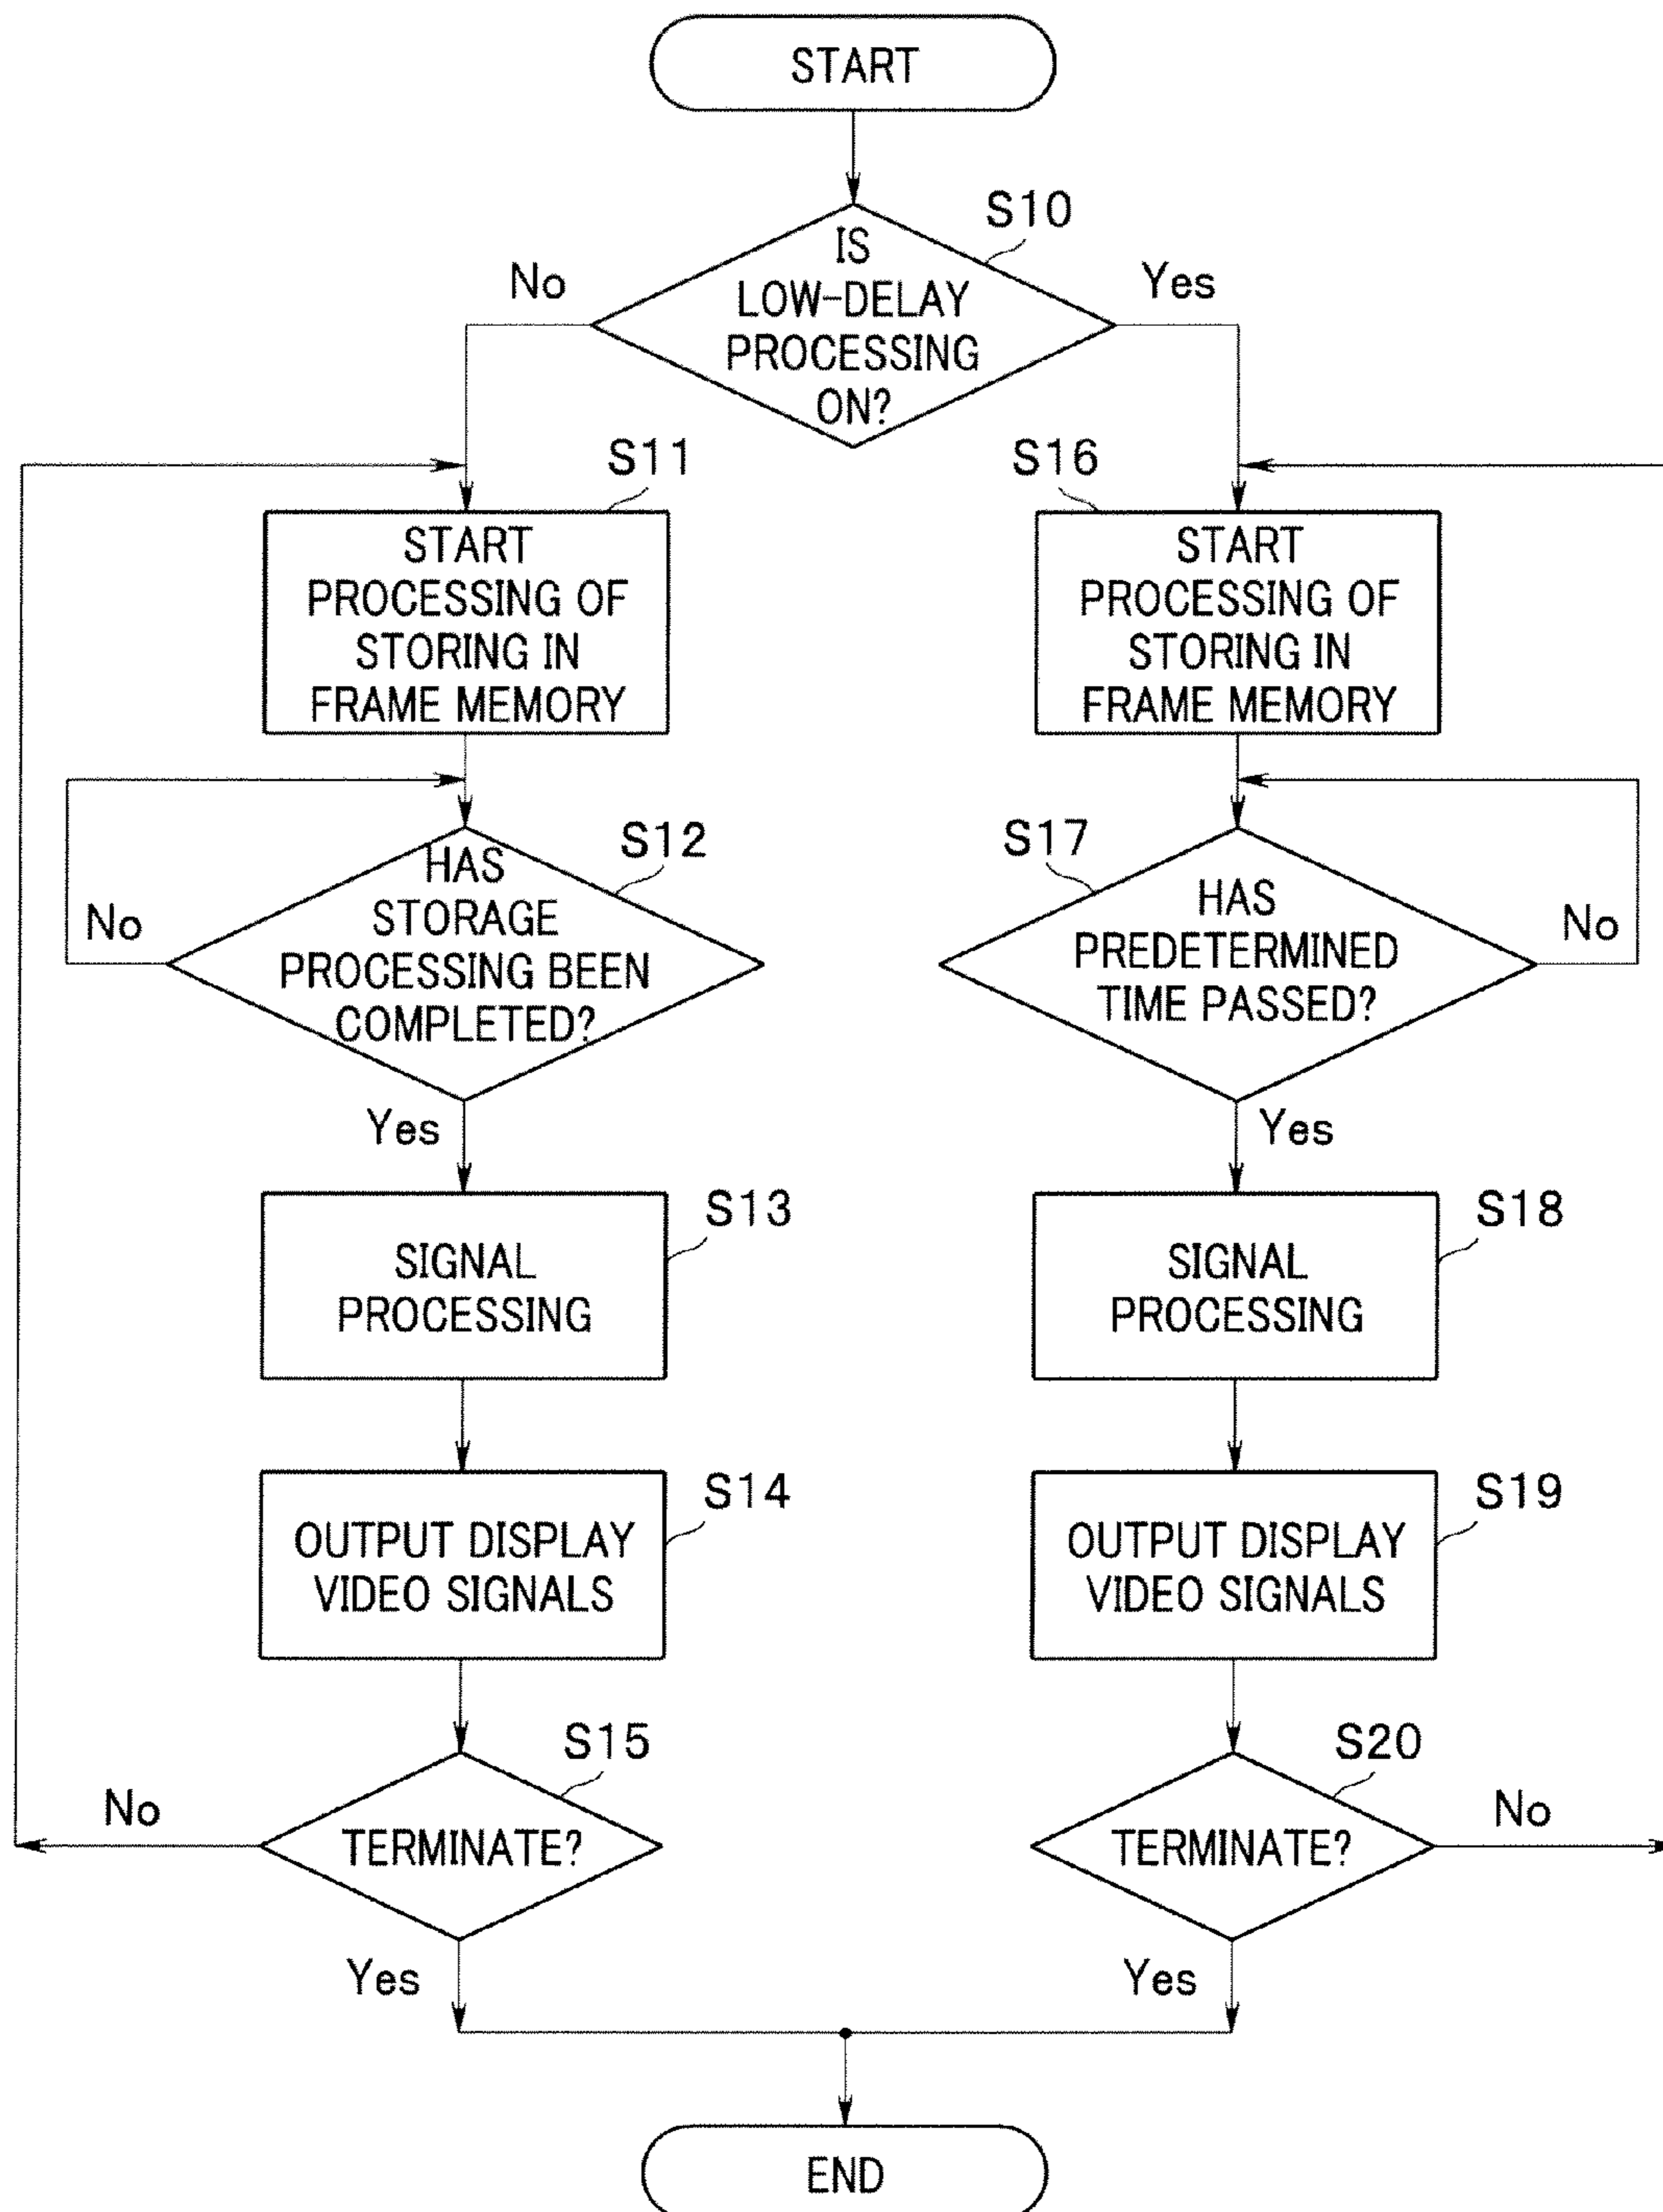 START
S10
IS
LOW-DELAY
PROCESSING
ON?
No
Yes
S11
START
PROCESSING OF
STORING IN
FRAME MEMORY
S16
START
PROCESSING OF
STORING IN
FRAME MEMORY
S12
HAS
STORAGE
PROCESSING BEEN
COMPLETED?
No
Yes
S17
HAS
PREDETERMINED
TIME PASSED?
No
Yes
S13
SIGNAL
PROCESSING
S18
SIGNAL
PROCESSING
S14
OUTPUT DISPLAY
VIDEO SIGNALS
S19
OUTPUT DISPLAY
VIDEO SIGNALS
S15
TERMINATE?
No
Yes
S20
TERMINATE?
No
Yes
END